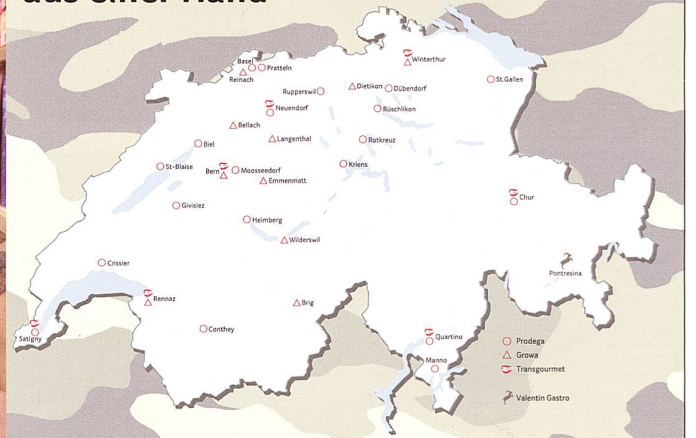 aus einer Hand
Winterthur
Basel
Pratteln
Reinach
St.Gallen
Rupperswil
Dietikon
Dübendorf
Neuendorf
Rüschlikon
Bellach
Langenthal
Rotkreuz
Biel
St-Blaise
Bern
Moosseedorf
Kriens
Emmenmatt
Chur
Givisiez
Heimberg
Wilderswil
Crissier
Pontresina
Rennaz
Brig
Conthey
Satigny
Quartino
Manno
Prodega
Growa
Transgourmet
Valentin Gastro